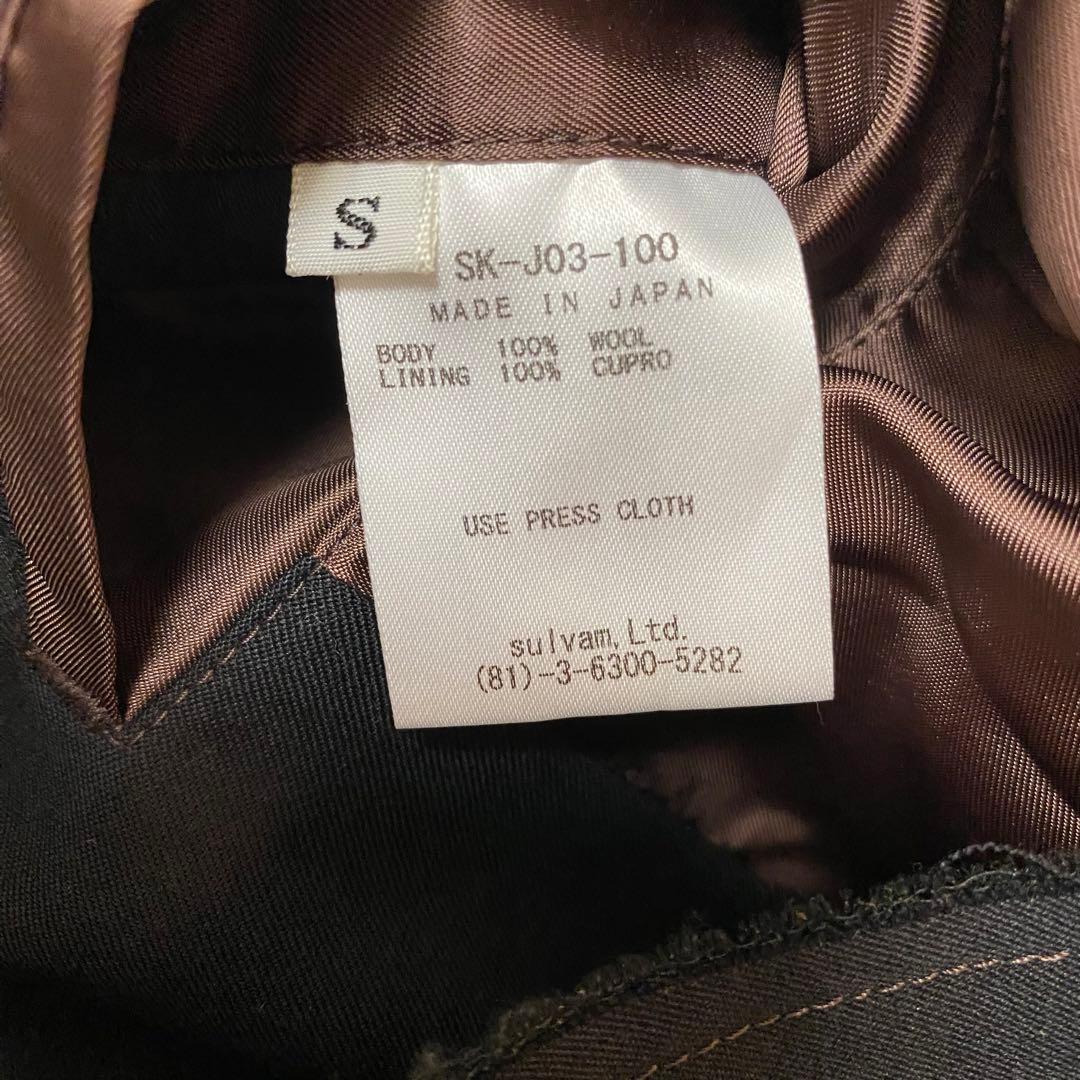 S
SK-J03-100
MADE IN JAPAN
BODY 100% WOOL
LINING 100% CUPRO
USE PRESS CLOTH
sulvam,Ltd.
(81)-3-6300-5282